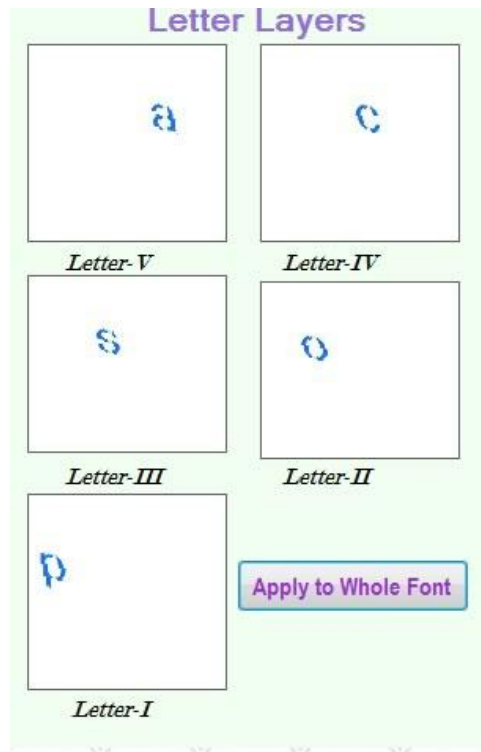 Letter Layers
a c
Letter-V Letter-IV
s o
Letter-III Letter-II
p
Apply to Whole Font
Letter-I